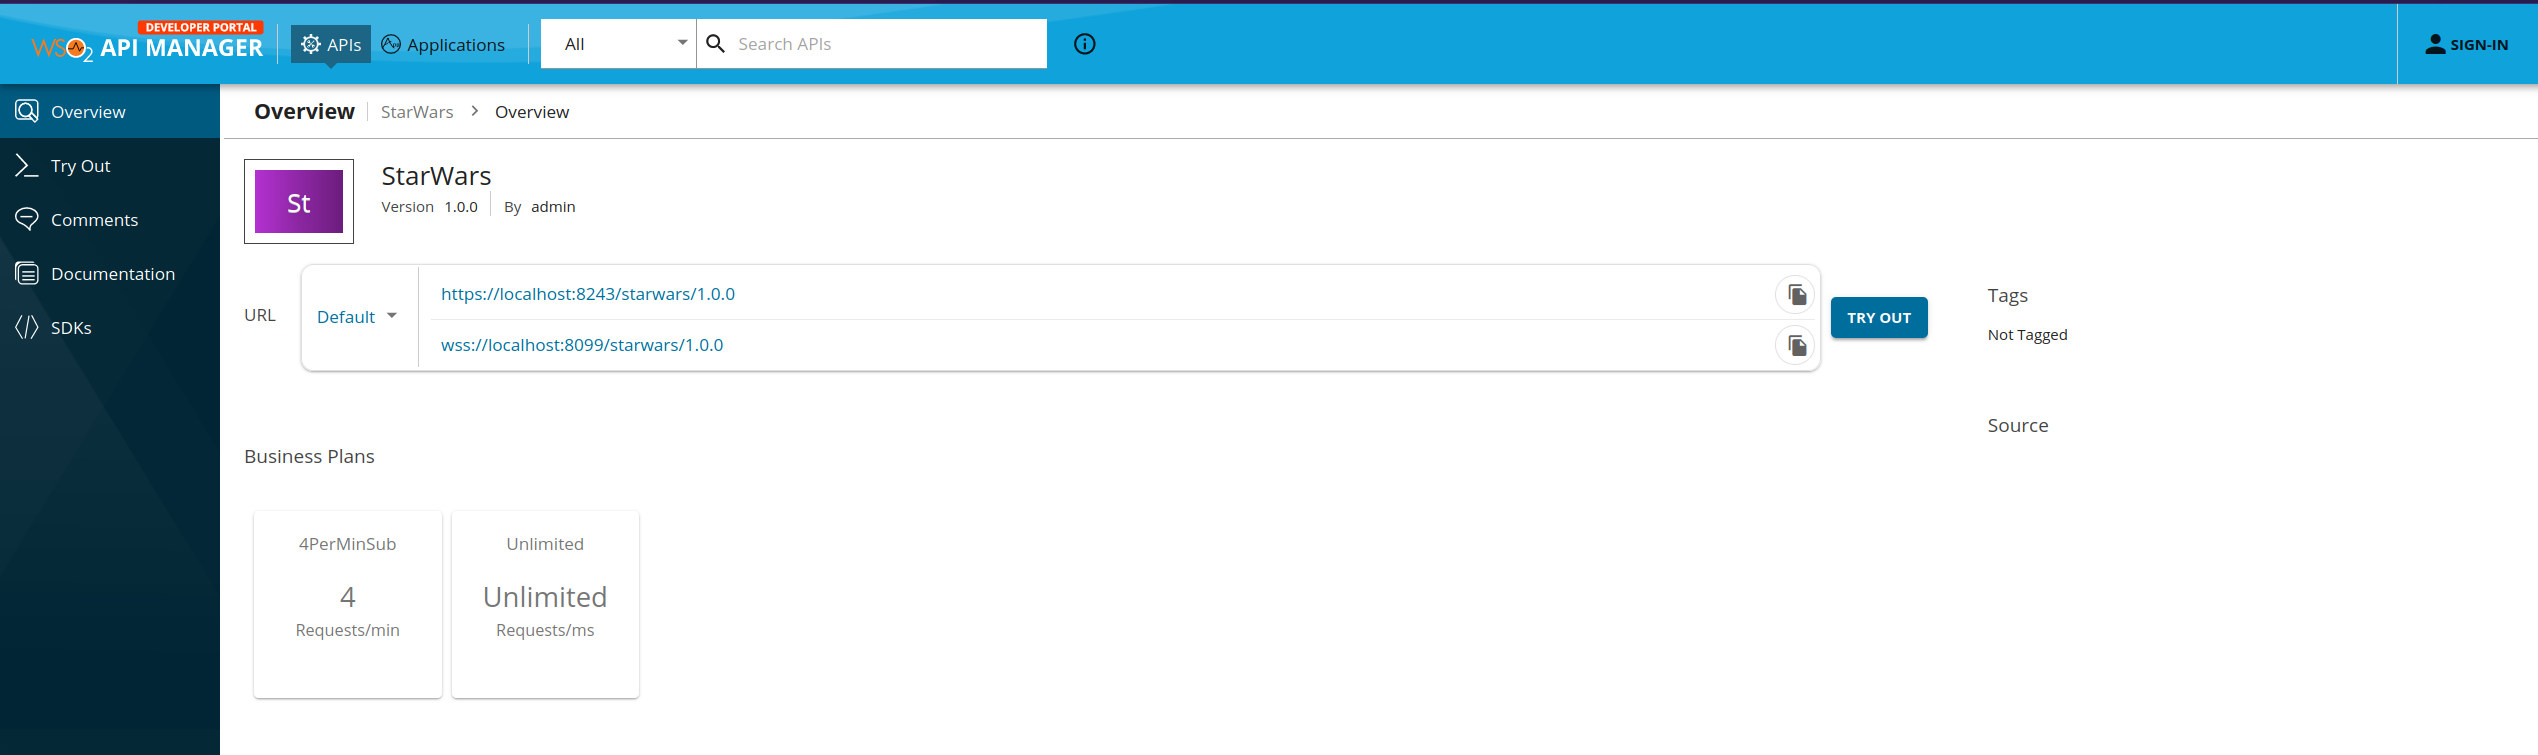 DEVELOPER PORTAL
WSO2 API MANAGER
APIs
Applications
All
Search APIs
SIGN-IN
Overview
Try Out
Comments
Documentation
SDKs
Overview
StarWars > Overview
St
StarWars
Version 1.0.0
By admin
URL
Default
https://localhost:8243/starwars/1.0.0
wss://localhost:8099/starwars/1.0.0
TRY OUT
Tags
Not Tagged
Source
Business Plans
4PerMinSub
4
Requests/min
Unlimited
Unlimited
Requests/ms